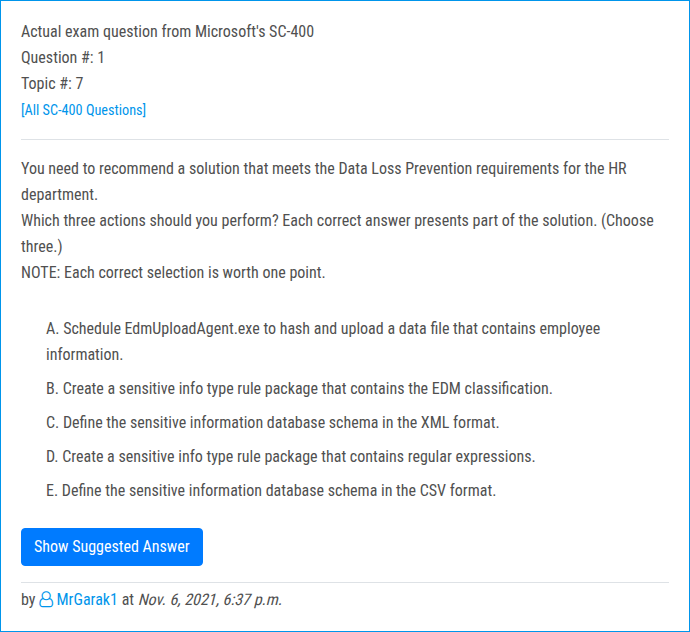 Actual exam question from Microsoft's SC-400
Question #: 1
Topic #: 7
[All SC-400 Questions]
You need to recommend a solution that meets the Data Loss Prevention requirements for the HR
department.
Which three actions should you perform? Each correct answer presents part of the solution. (Choose
three.)
NOTE: Each correct selection is worth one point.
A. Schedule EdmUploadAgent.exe to hash and upload a data file that contains employee
information.
B. Create a sensitive info type rule package that contains the EDM classification.
C. Define the sensitive information database schema in the XML format.
D. Create a sensitive info type rule package that contains regular expressions.
E. Define the sensitive information database schema in the CSV format.
Show Suggested Answer
by MrGarak1 at Nov. 6, 2021, 6:37 p.m.